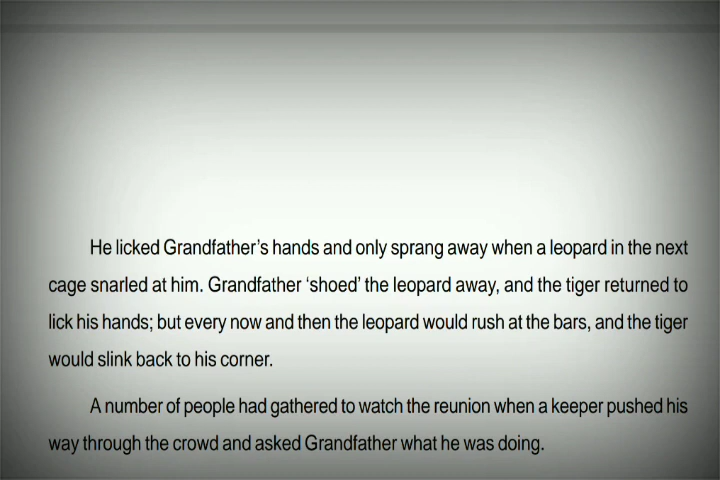 He licked Grandfather's hands and only sprang away when a leopard in the next
cage snarled at him. Grandfather 'shoed' the leopard away, and the tiger returned to
lick his hands; but every now and then the leopard would rush at the bars, and the tiger
would slink back to his corner.
A number of people had gathered to watch the reunion when a keeper pushed his
way through the crowd and asked Grandfather what he was doing.